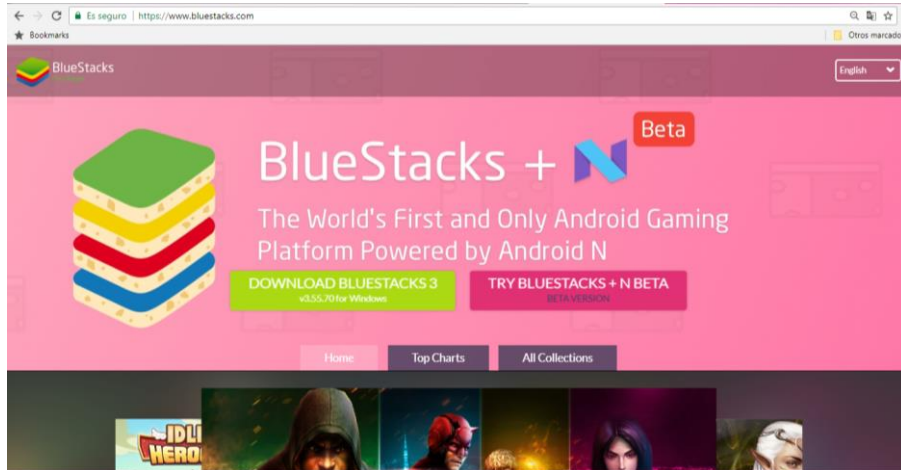 Es seguro | https://www.bluestacks.com
Bookmarks
Otros marcado
BlueStacks
English
Beta
BlueStacks + N
The World's First and Only Android Gaming
Platform Powered by Android N
DOWNLOAD BLUESTACKS 3
v3.55.70 for Windows
TRY BLUESTACKS + N BETA
BETA VERSION
Home
Top Charts
All Collections
IDL
HERO